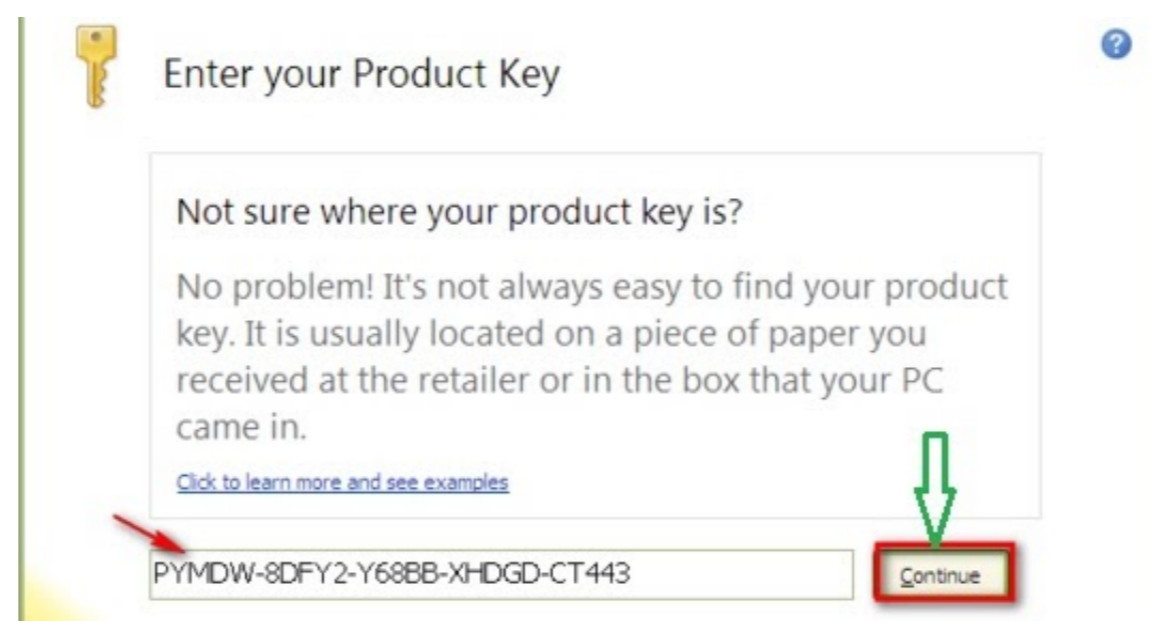 Enter your Product Key
?
Not sure where your product key is?
No problem! It's not always easy to find your product
key. It is usually located on a piece of paper you
received at the retailer or in the box that your PC
came in.
Click to learn more and see examples
PYMDW-8DFY2-Y68BB-XHDGD-CT443
Continue